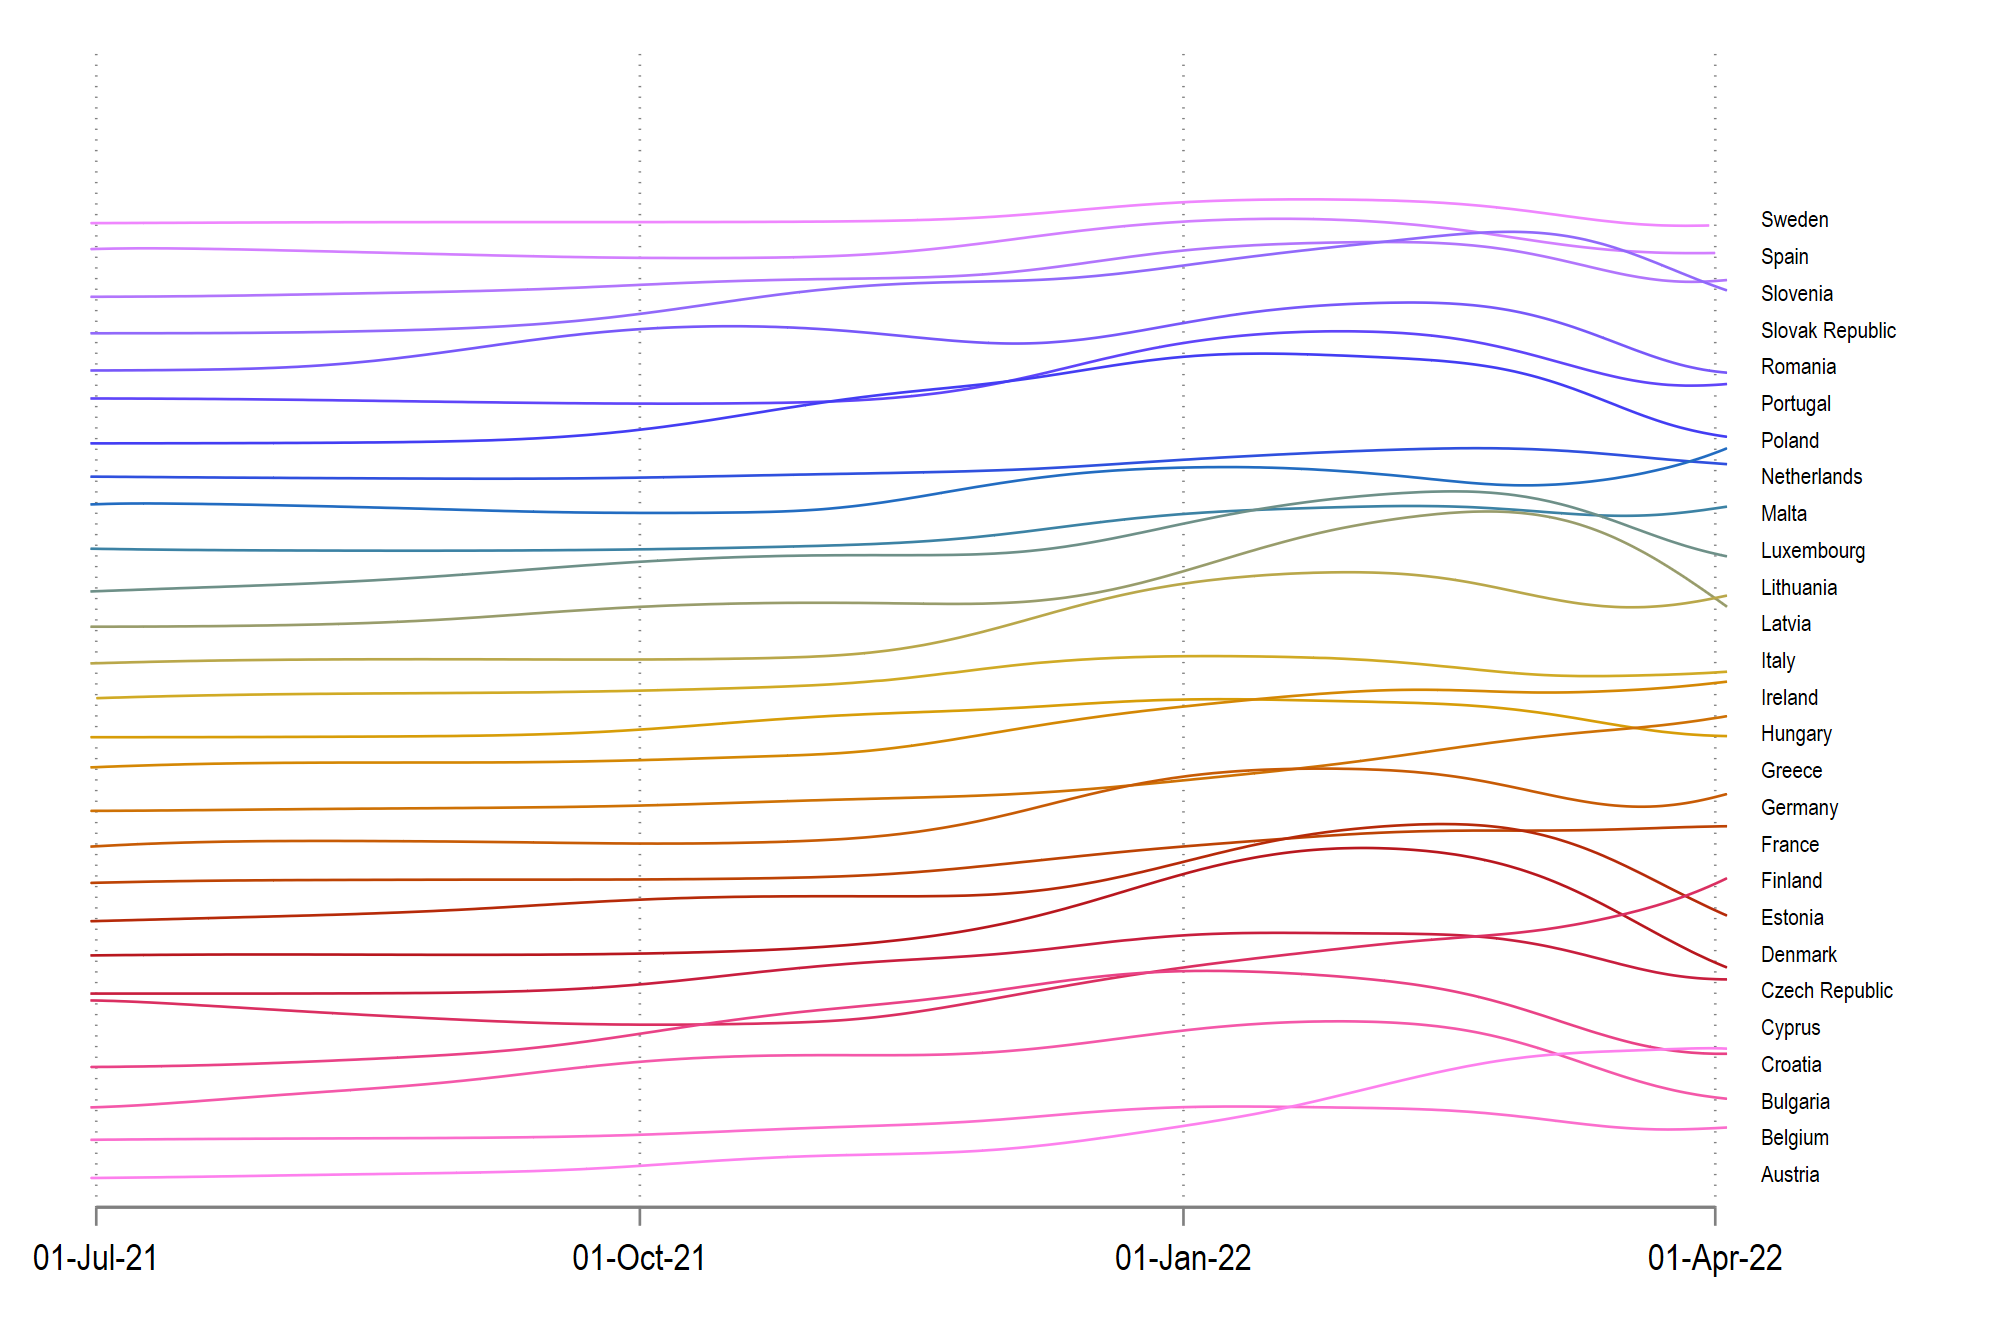 Sweden
Spain
Slovenia
Slovak Republic
Romania
Portugal
Poland
Netherlands
Malta
Luxembourg
Lithuania
Latvia
Italy
Ireland
Hungary
Greece
Germany
France
Finland
Estonia
Denmark
Czech Republic
Cyprus
Croatia
Bulgaria
Belgium
Austria
01-Jul-21 01-Oct-21 01-Jan-22 01-Apr-22